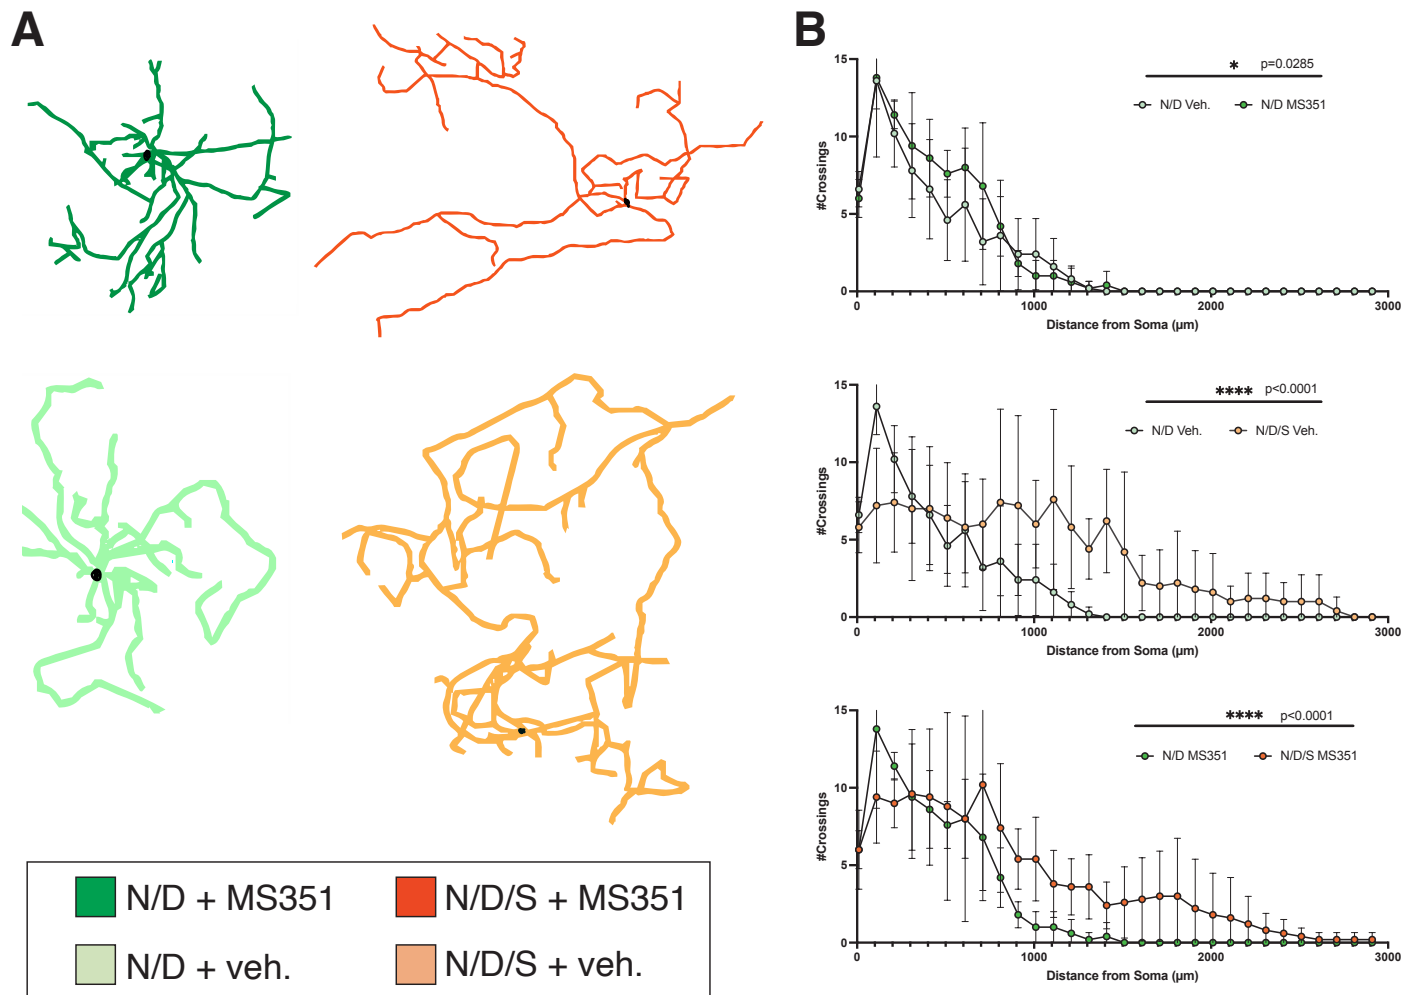 A
B
15
10
5
0
#Crossings
* p=0.0285
N/D Veh. N/D MS351
0 1000 2000 3000
Distance from Soma (µm)
15
10
5
0
#Crossings
**** p<0.0001
N/D Veh. N/D/S Veh.
0 1000 2000 3000
Distance from Soma (µm)
15
10
5
0
#Crossings
**** p<0.0001
N/D MS351 N/D/S MS351
0 1000 2000 3000
Distance from Soma (µm)
N/D + MS351 N/D/S + MS351
N/D + veh. N/D/S + veh.